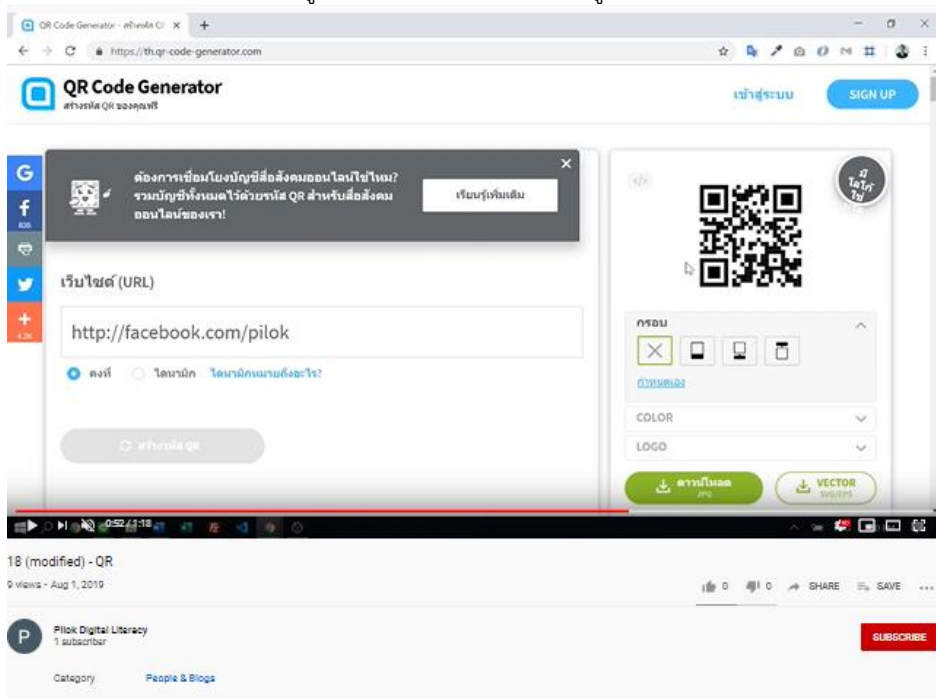 QR Code Generator - สร้างรหัส Q
https://th.qr-code-generator.com
QR Code Generator
สร้างรหัส QR ของคุณฟรี
เข้าสู่ระบบ
SIGN UP
ต้องการเชื่อมโยงบัญชีสื่อสังคมออนไลน์ใช่ไหม?
รวมบัญชีทั้งหมดไว้ด้วยรหัส QR สำหรับสื่อสังคม
ออนไลน์ของเรา!
เรียนรู้เพิ่มเติม
มี
โลโก้
ใช่
เว็บไซต์ (URL)
http://facebook.com/pilok
คงที่
ไดนามิก
ไดนามิกหมายถึงอะไร?
สร้างรหัส QR
กรอบ
กำหนดเอง
COLOR
LOGO
ดาวน์โหลด
JPG
VECTOR
SVG/EPS
0:52 / 1:18
18 (modified) - QR
9 views - Aug 1, 2019
0
0
SHARE
SAVE
P
Pilok Digital Literacy
1 subscriber
SUBSCRIBE
Category
People & Blogs